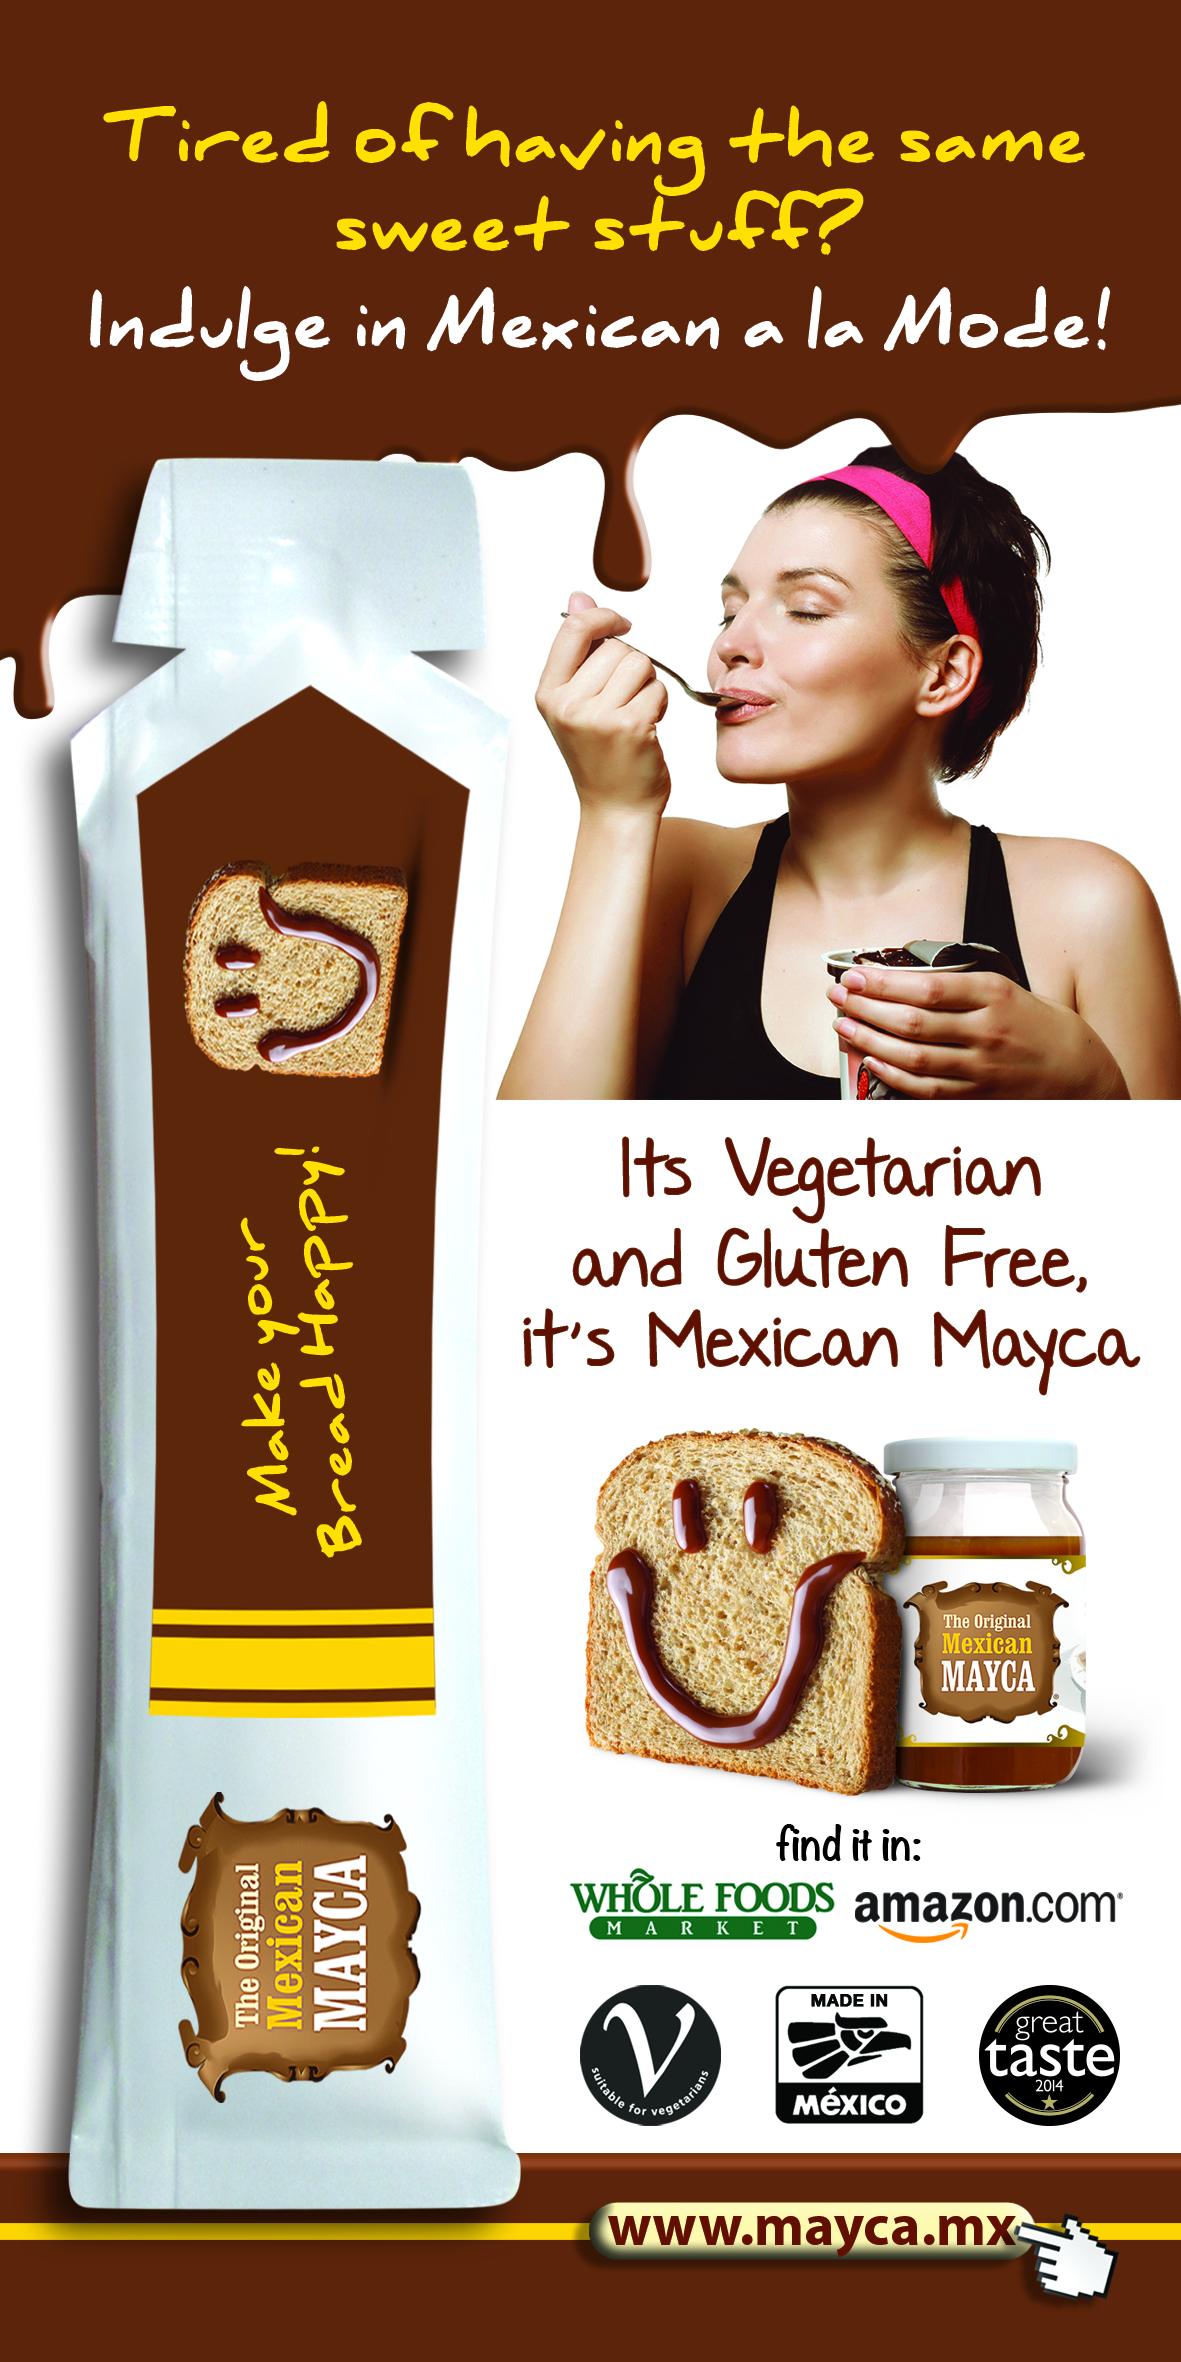 Tired of having the same
sweet stuff?
Indulge in Mexican a la Mode!
Make your
Bread Happy!
The Original
Mexican
MAYCA
Its Vegetarian
and Gluten Free,
it's Mexican Mayca
The Original
Mexican
MAYCA
®
find it in:
WHOLE FOODS
MARKET
amazon.com®
V
suitable for vegetarians
MADE IN
MéXICO
great
taste
2014
www.mayca.mx